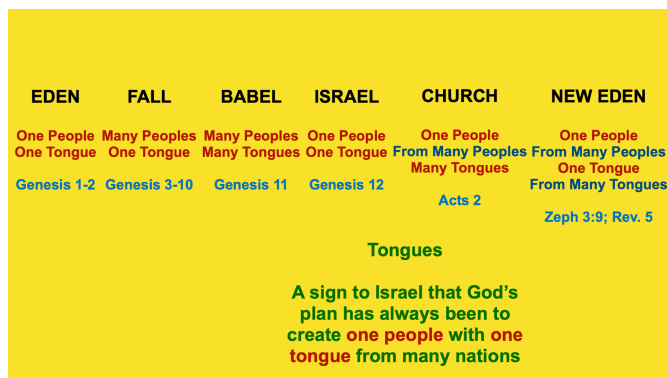 EDEN
One People
One Tongue
Genesis 1-2
FALL
Many Peoples
One Tongue
Genesis 3-10
BABEL
Many Peoples
Many Tongues
Genesis 11
ISRAEL
One People
One Tongue
Genesis 12
CHURCH
One People
From Many Peoples
Many Tongues
Acts 2
NEW EDEN
One People
From Many Peoples
One Tongue
From Many Tongues
Zeph 3:9; Rev. 5
Tongues
A sign to Israel that God’s
plan has always been to
create one people with one
tongue from many nations